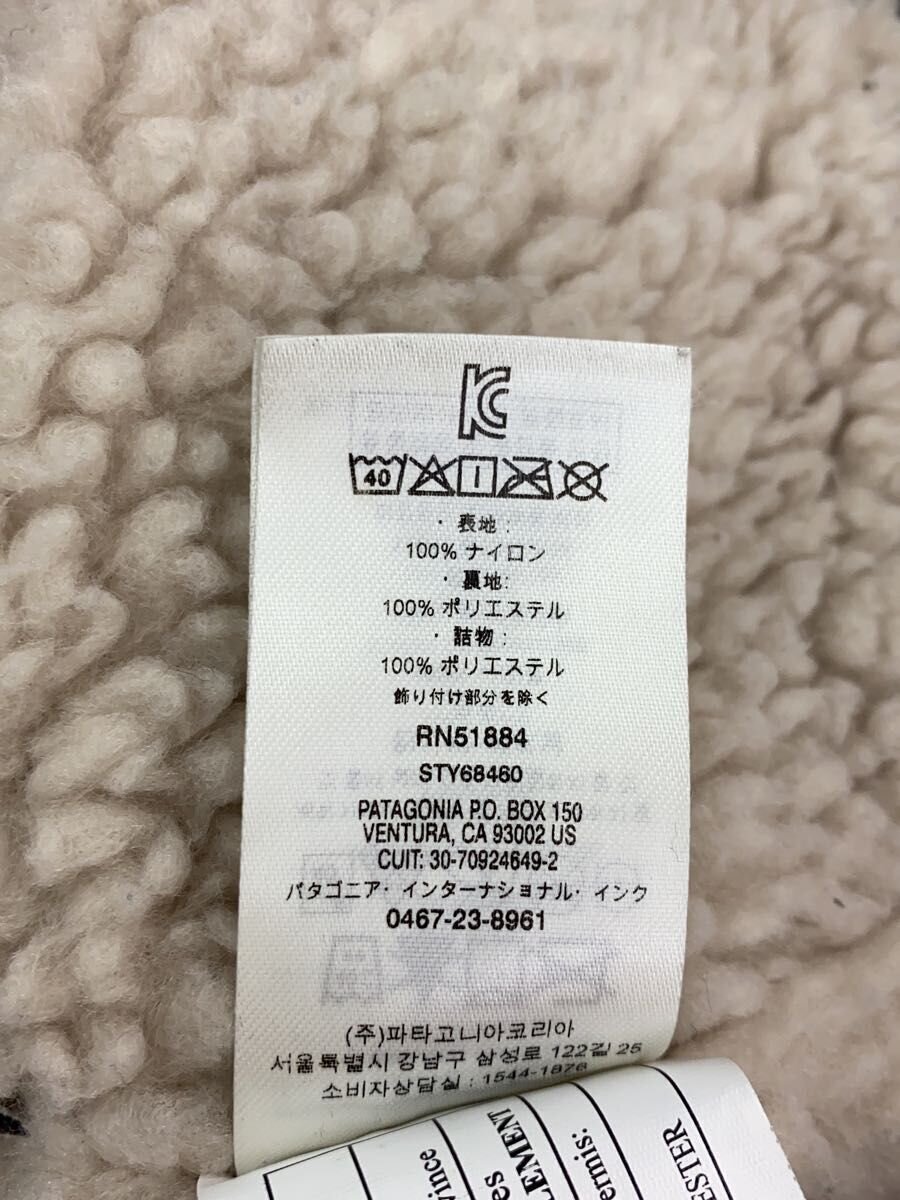 KC
40
・表地:
100% ナイロン
・裏地:
100% ポリエステル
・詰物:
100% ポリエステル
飾り付け部分を除く
RN51884
STY68460
PATAGONIA P.O. BOX 150
VENTURA, CA 93002 US
CUIT: 30-70924649-2
パタゴニア・インターナショナル・インク
0467-23-8961
(주)파타고니아코리아
서울특별시 강남구 삼성로 122길 25
소비자상담실 : 1544-1876